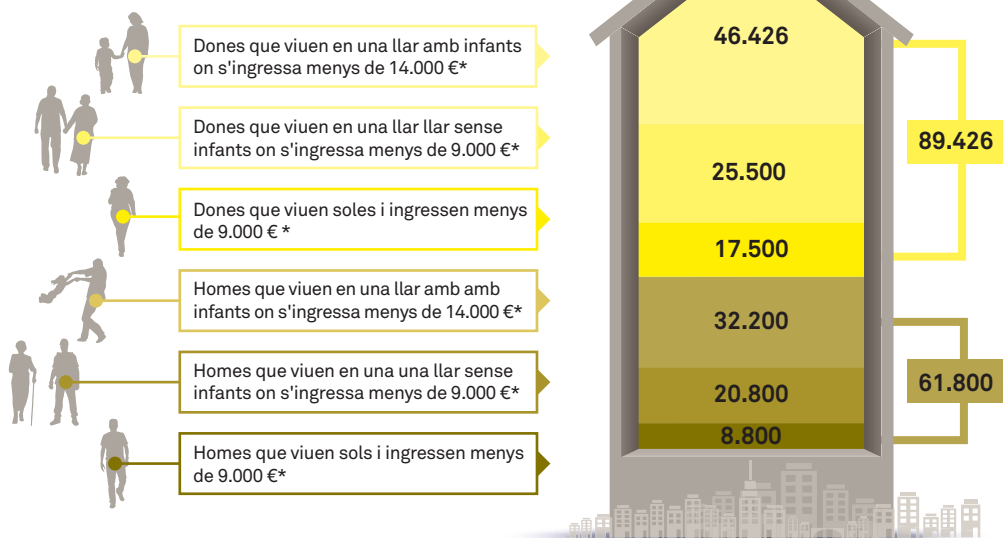 Dones que viuen en una llar amb infants
on s'ingressa menys de 14.000 €*
46.426
Dones que viuen en una llar llar sense
infants on s'ingressa menys de 9.000 €*
25.500
89.426
Dones que viuen soles i ingressen menys
de 9.000 € *
17.500
Homes que viuen en una llar amb amb
infants on s'ingressa menys de 14.000 €*
32.200
Homes que viuen en una una llar sense
infants on s'ingressa menys de 9.000 €*
20.800
61.800
Homes que viuen sols i ingressen menys
de 9.000 €*
8.800